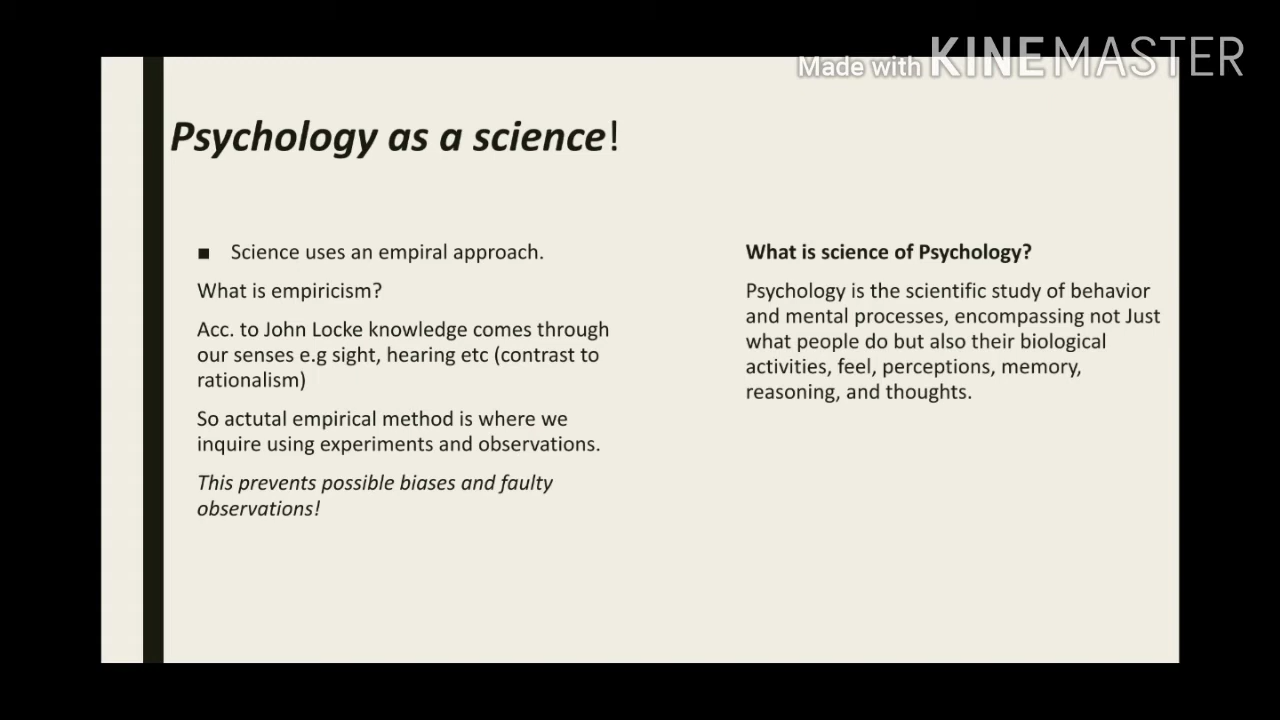 Made with KINEMASTER
Psychology as a science!
■ Science uses an empiral approach.
What is empiricism?
Acc. to John Locke knowledge comes through
our senses e.g sight, hearing etc (contrast to
rationalism)
So actutal empirical method is where we
inquire using experiments and observations.
This prevents possible biases and faulty
observations!
What is science of Psychology?
Psychology is the scientific study of behavior
and mental processes, encompassing not Just
what people do but also their biological
activities, feel, perceptions, memory,
reasoning, and thoughts.